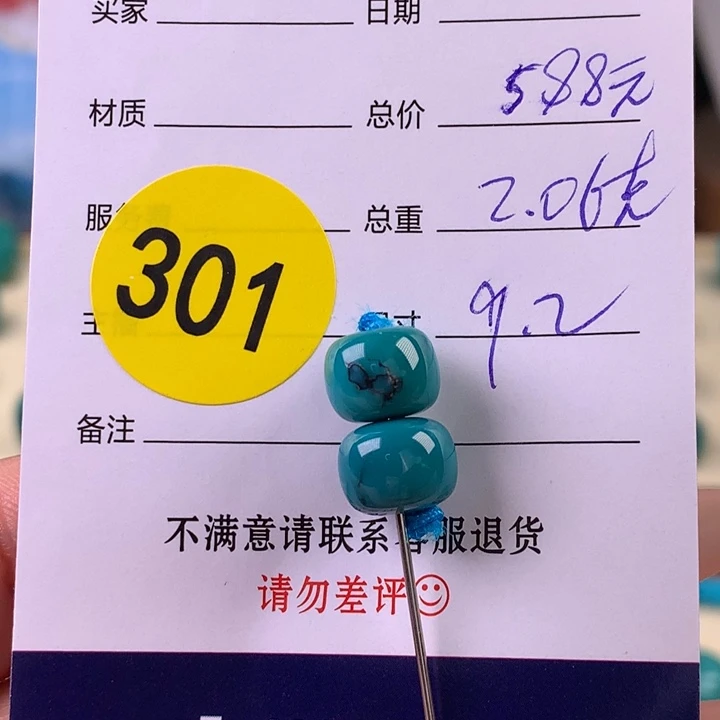 买家 日期
材质 总价 588元
服 总重 2.06克
301
主 寸 9.2
备注
不满意请联系客服退货
请勿差评